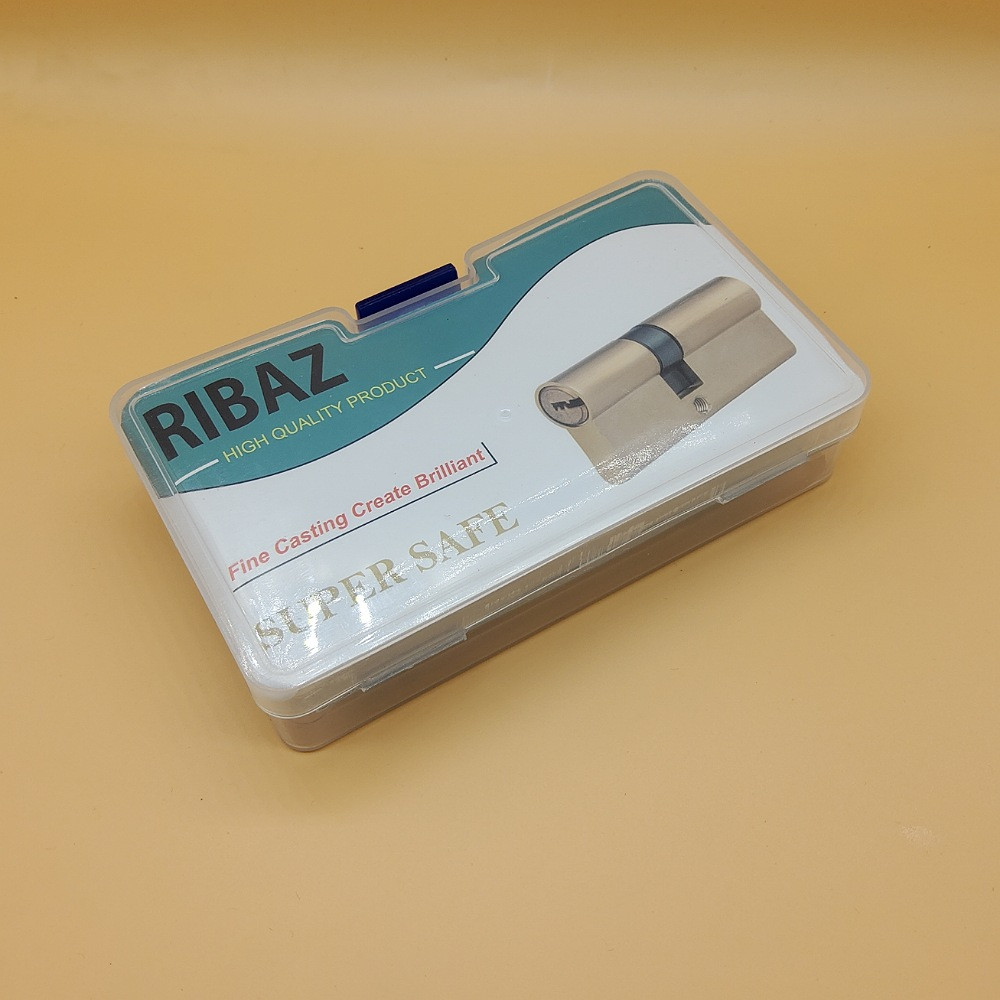 RIBAZ
HIGH QUALITY PRODUCT
Fine Casting Create Brilliant
SUPER SAFE